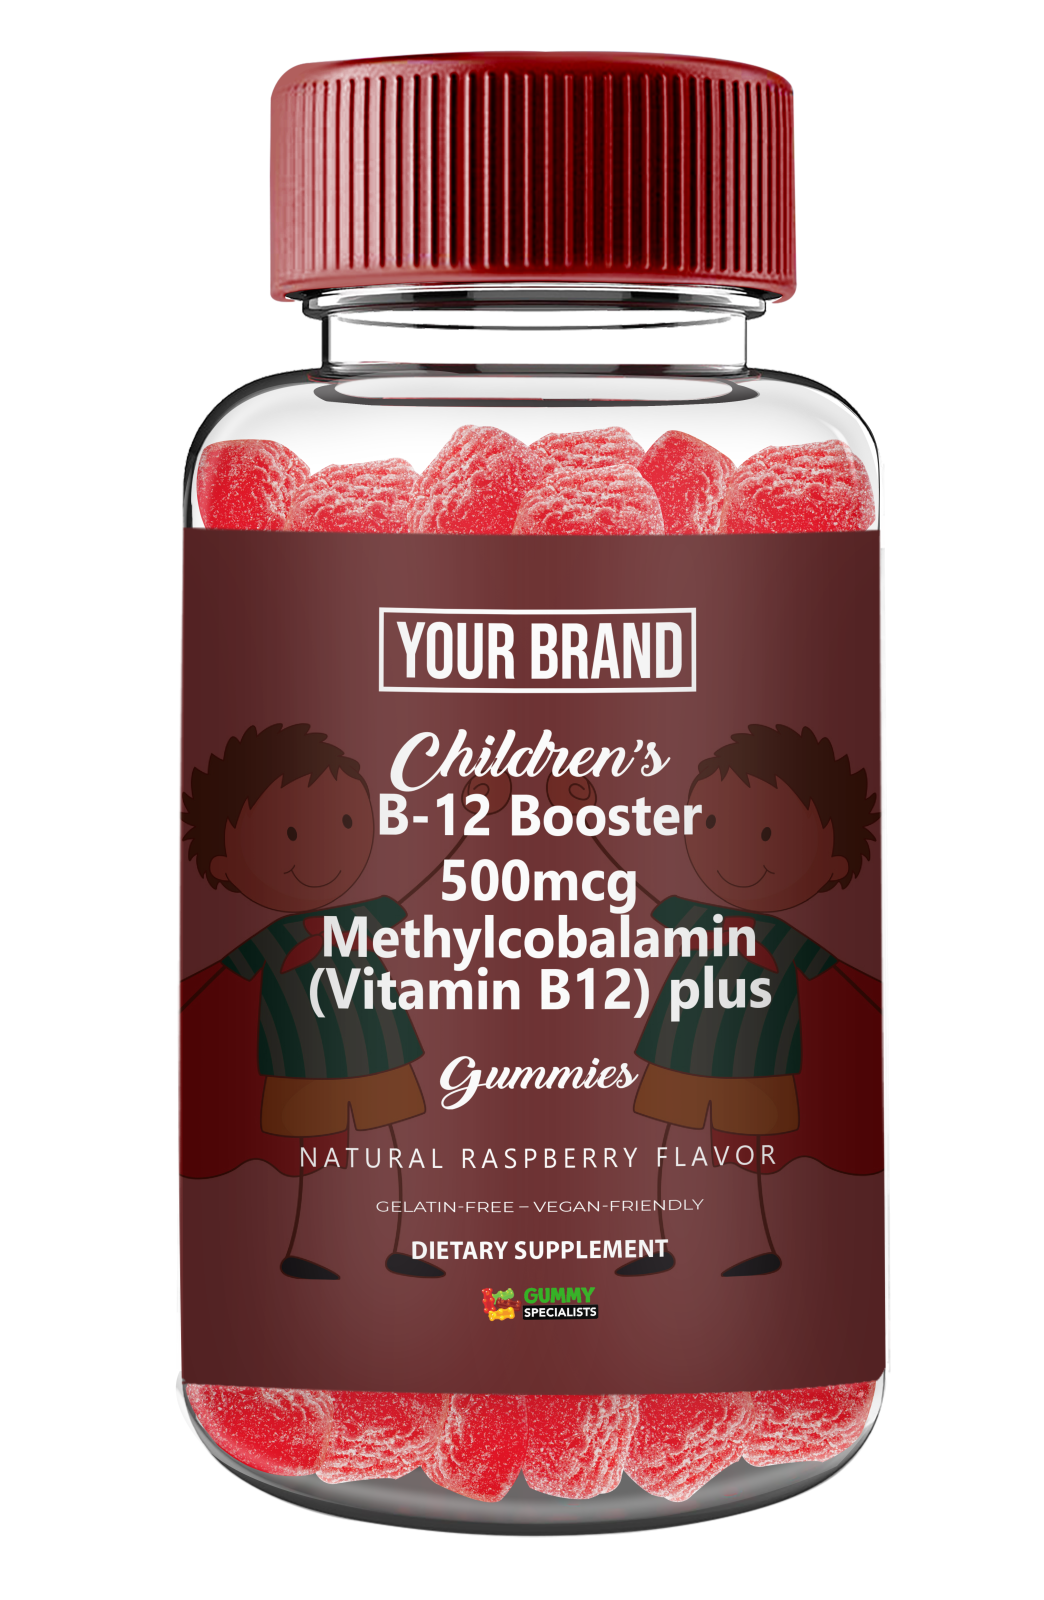 YOUR BRAND
Children's
B-12 Booster
500mcg
Methylcobalamin
(Vitamin B12) plus
Gummies
NATURAL RASPBERRY FLAVOR
GELATIN-FREE – VEGAN-FRIENDLY
DIETARY SUPPLEMENT
GUMMY
SPECIALISTS